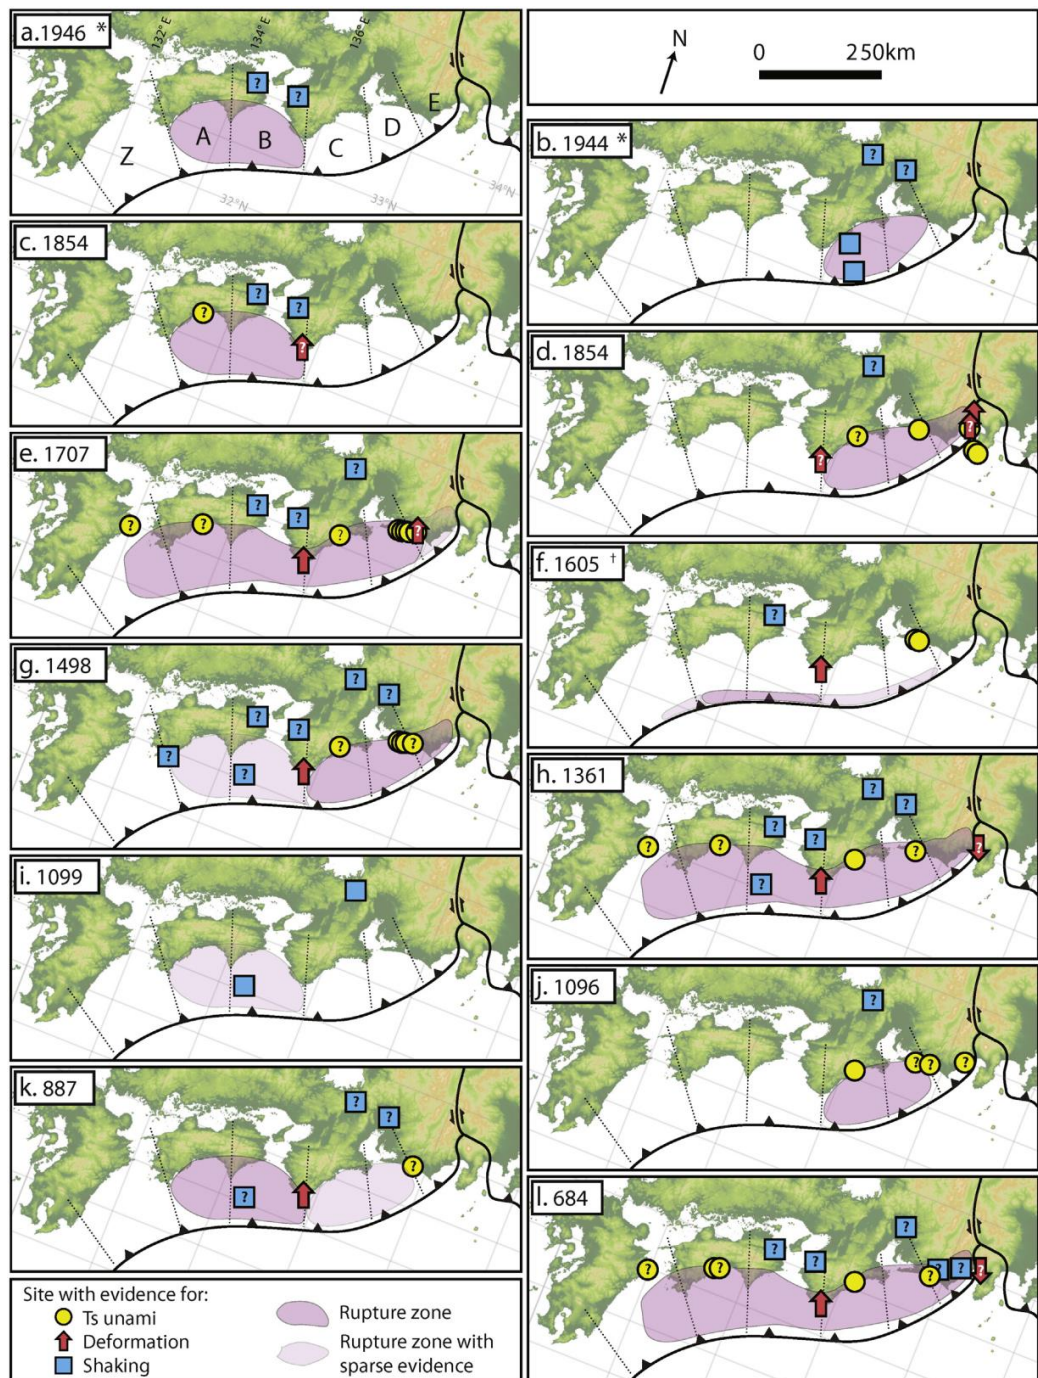 a.1946 *
132° E
134° E
136° E
Z
A
B
C
D
E
32°N
33°N
34°N
N
0 250km
b. 1944 *
?
?
?
?
c. 1854
?
?
?
?
d. 1854
?
?
?
?
e. 1707
?
?
?
?
?
?
?
f. 1605 †
?
g. 1498
?
?
?
?
?
?
?
?
h. 1361
?
?
?
?
?
?
?
?
?
i. 1099
j. 1096
?
?
?
k. 887
?
?
?
?
l. 684
?
?
?
?
?
?
?
?
Site with evidence for:
Ts unami
Deformation
Shaking
Rupture zone
Rupture zone with
sparse evidence